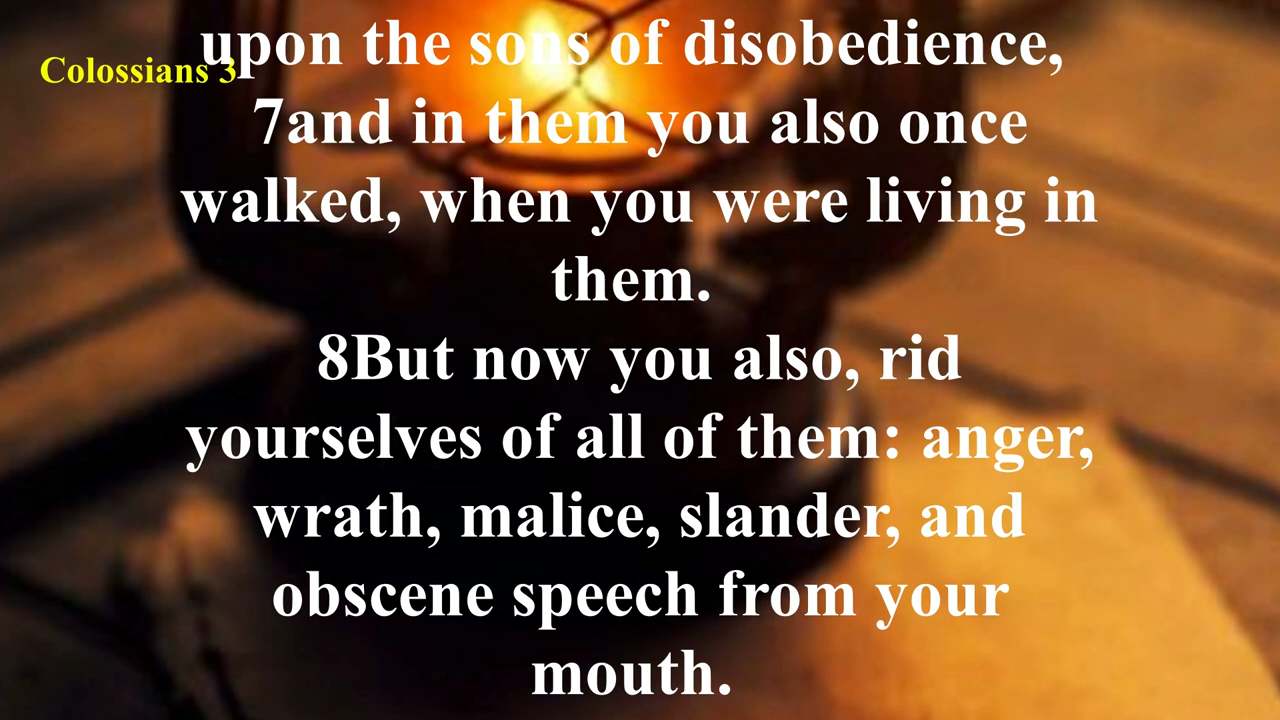 upon the sons of disobedience,
Colossians 3
7and in them you also once
walked, when you were living in
them.
8But now you also, rid
yourselves of all of them: anger,
wrath, malice, slander, and
obscene speech from your
mouth.